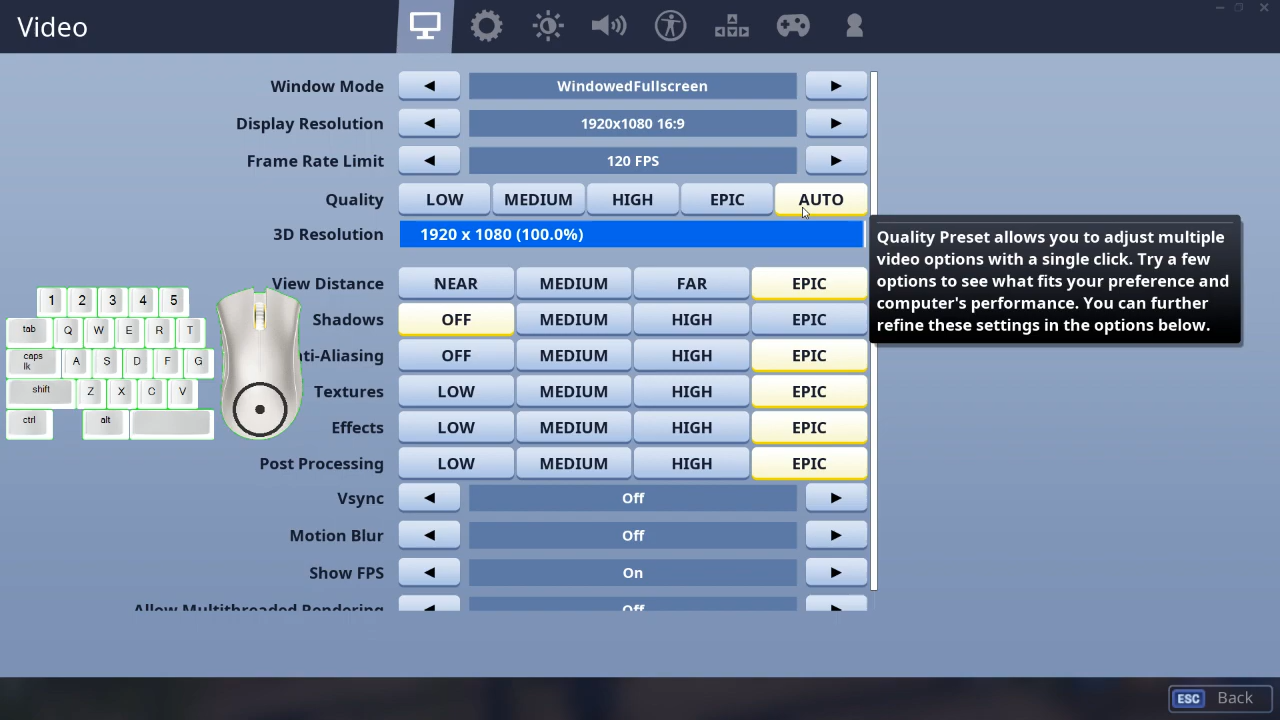 Video
Window Mode
WindowedFullscreen
Display Resolution
1920x1080 16:9
Frame Rate Limit
120 FPS
Quality
LOW
MEDIUM
HIGH
EPIC
AUTO
3D Resolution
1920 x 1080 (100.0%)
Quality Preset allows you to adjust multiple
video options with a single click. Try a few
options to see what fits your preference and
computer's performance. You can further
refine these settings in the options below.
View Distance
NEAR
MEDIUM
FAR
EPIC
Shadows
OFF
MEDIUM
HIGH
EPIC
ti-Aliasing
OFF
MEDIUM
HIGH
EPIC
Textures
LOW
MEDIUM
HIGH
EPIC
Effects
LOW
MEDIUM
HIGH
EPIC
Post Processing
LOW
MEDIUM
HIGH
EPIC
Vsync
Off
Motion Blur
Off
Show FPS
On
Allow Multithreaded Rendering
Off
1 2 3 4 5
tab Q W E R T
caps
lk
A S D F G
shift Z X C V
ctrl alt
ESC Back